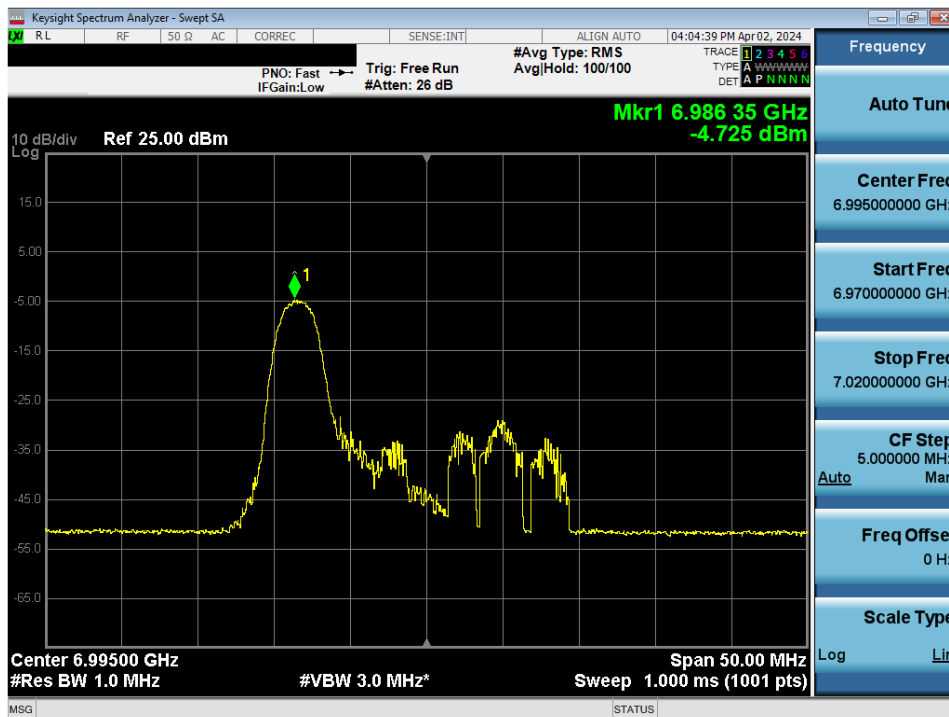 Keysight Spectrum Analyzer - Swept SA
LXI RL RF 50 Ω AC CORREC SENSE:INT ALIGN AUTO 04:04:39 PM Apr 02, 2024
PNO: Fast
IFGain:Low
Trig: Free Run
#Atten: 26 dB
#Avg Type: RMS
Avg|Hold: 100/100
TRACE 1 2 3 4 5 6
TYPE A WWWWW
DET A P N N N N
Mkr1 6.986 35 GHz
-4.725 dBm
10 dB/div Ref 25.00 dBm
Log
15.0
5.00
-5.00
-15.0
-25.0
-35.0
-45.0
-55.0
-65.0
1
Center 6.99500 GHz Span 50.00 MHz
#Res BW 1.0 MHz #VBW 3.0 MHz* Sweep 1.000 ms (1001 pts)
MSG STATUS
Frequency
Auto Tune
Center Freq
6.995000000 GHz
Start Freq
6.970000000 GHz
Stop Freq
7.020000000 GHz
CF Step
5.000000 MHz
Auto Man
Freq Offset
0 Hz
Scale Type
Log Lin